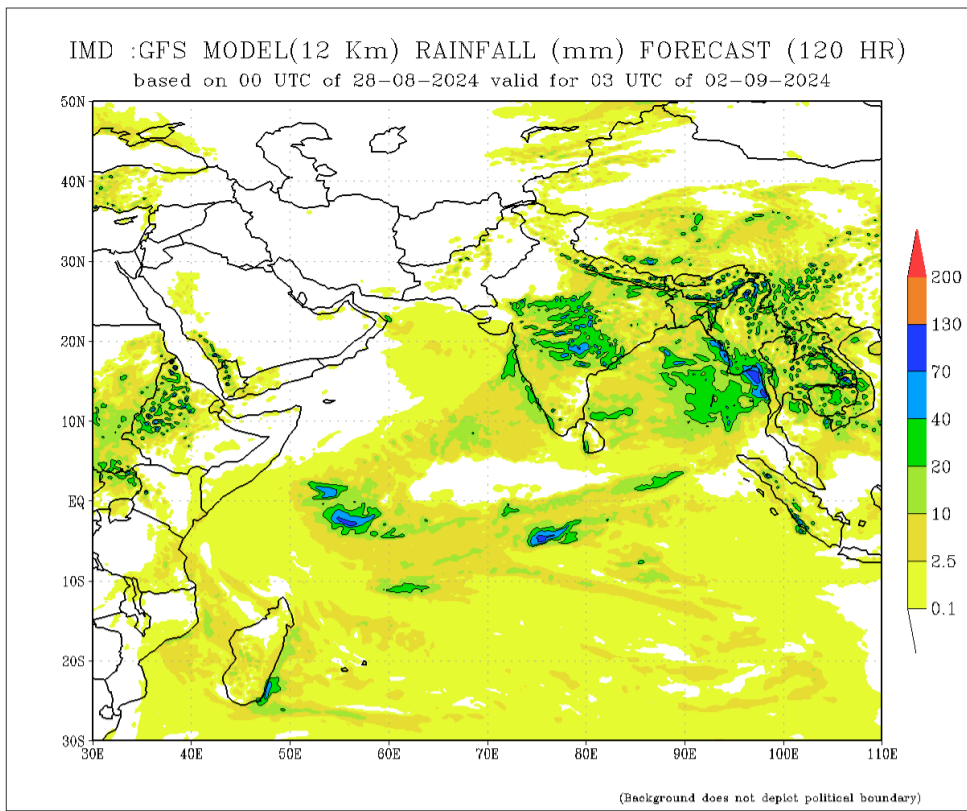 IMD :GFS MODEL(12 Km) RAINFALL (mm) FORECAST (120 HR)
based on 00 UTC of 28-08-2024 valid for 03 UTC of 02-09-2024
50N
40N
30N
20N
10N
EQ
10S
20S
30S
30E 40E 50E 60E 70E 80E 90E 100E 110E
200
130
70
40
20
10
2.5
0.1
(Background does not depict political boundary)